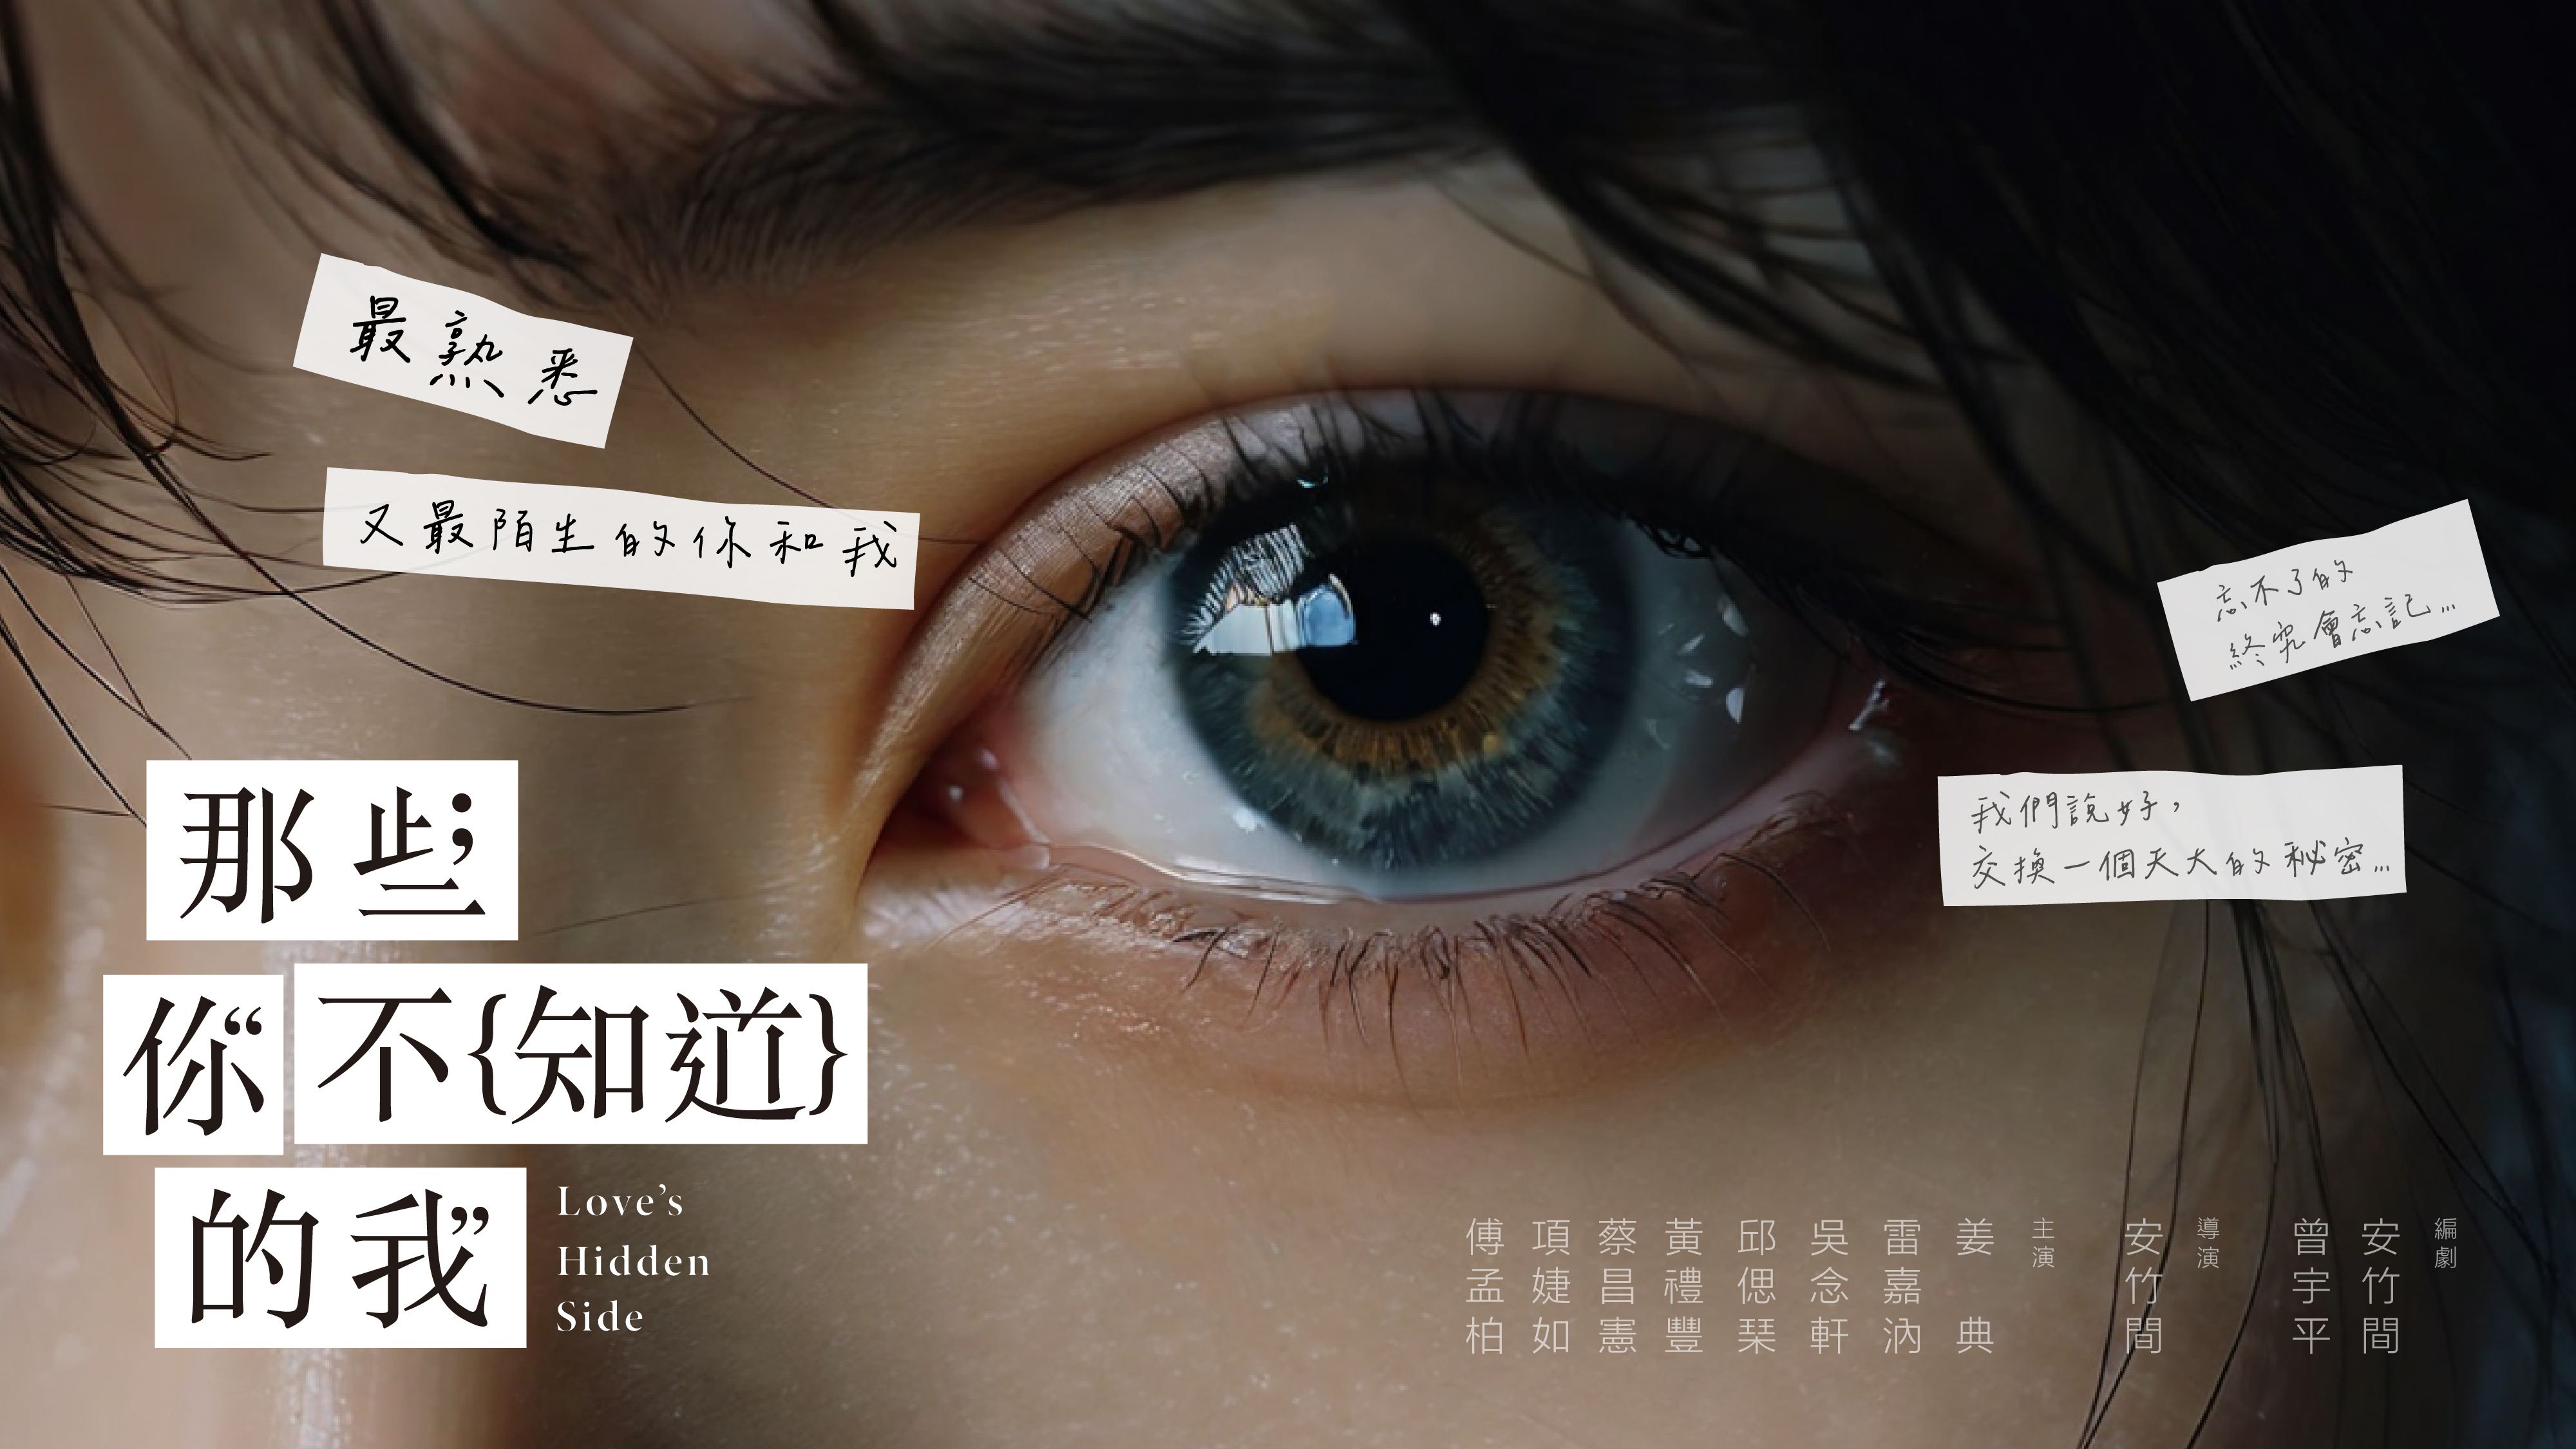 最熟悉
又最陌生的你和我
忘不了的
終究會忘記...
我們說好，
交換一個天大的秘密...
那些；
你“不{知道}
的我”
Love’s
Hidden
Side
編劇
安竹間
曾宇平
導演
安竹間
主演
姜典
雷嘉汭
吳念軒
邱偲琹
黃禮豐
蔡昌憲
項婕如
傅孟柏